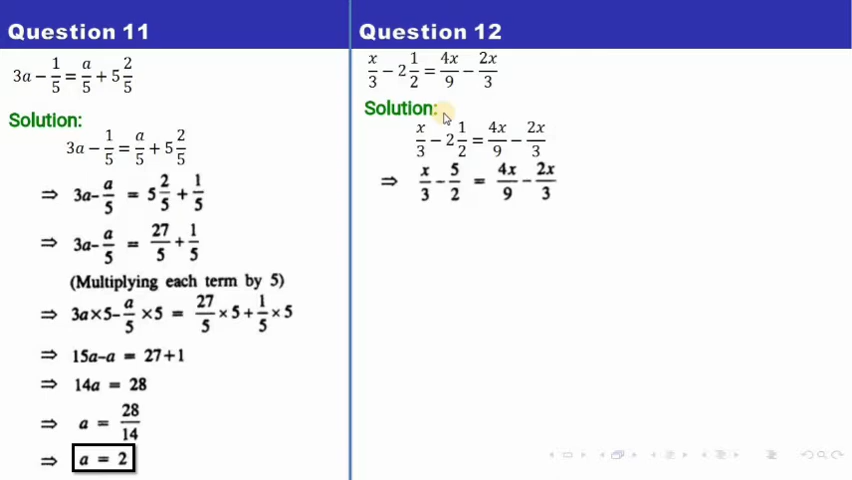 Question 11
3a − 1/5 = a/5 + 5 2/5
Solution:
3a − 1/5 = a/5 + 5 2/5
⇒ 3a − a/5 = 5 2/5 + 1/5
⇒ 3a − a/5 = 27/5 + 1/5
(Multiplying each term by 5)
⇒ 3a×5 − a/5 ×5 = 27/5 × 5 + 1/5 × 5
⇒ 15a−a = 27+1
⇒ 14a = 28
⇒ a = 28/14
⇒ a = 2
Question 12
x/3 − 2 1/2 = 4x/9 − 2x/3
Solution:
x/3 − 2 1/2 = 4x/9 − 2x/3
⇒ x/3 − 5/2 = 4x/9 − 2x/3